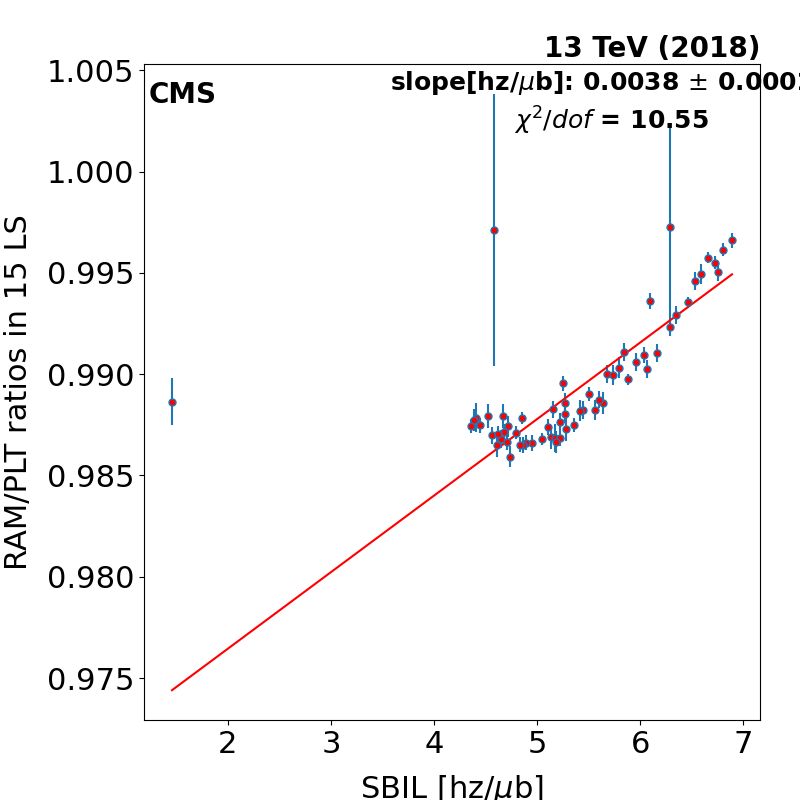 13 TeV (2018)
CMS
slope[hz/μb]: 0.0038 ±
χ²/dof = 10.55
RAM/PLT ratios in 15 LS
1.005
1.000
0.995
0.990
0.985
0.980
0.975
2 3 4 5 6 7
SBIL [hz/μb]